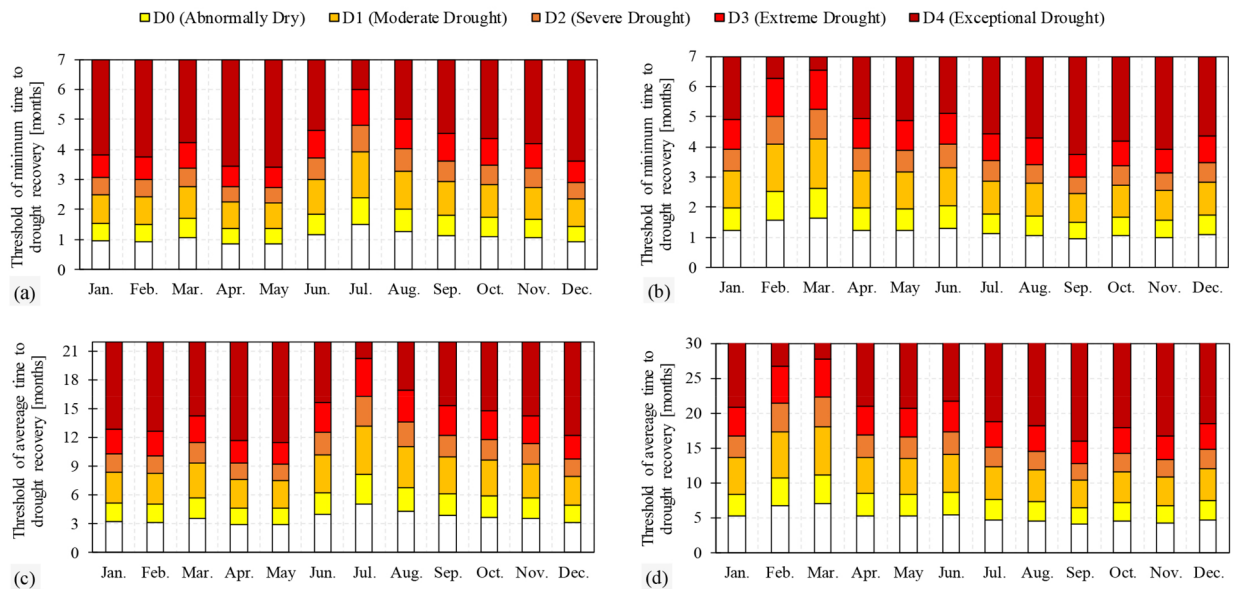 D0 (Abnormally Dry) D1 (Moderate Drought) D2 (Severe Drought) D3 (Extreme Drought) D4 (Exceptional Drought)
Threshold of minimum time to
drought recovery [months]
7
6
5
4
3
2
1
0
Jan. Feb. Mar. Apr. May Jun. Jul. Aug. Sep. Oct. Nov. Dec.
(a)
Threshold of minimum time to
drought recovery [months]
7
6
5
4
3
2
1
0
Jan. Feb. Mar. Apr. May Jun. Jul. Aug. Sep. Oct. Nov. Dec.
(b)
Threshold of avereage time to
drought recovery [months]
21
18
15
12
9
6
3
0
Jan. Feb. Mar. Apr. May Jun. Jul. Aug. Sep. Oct. Nov. Dec.
(c)
Threshold of avereage time to
drought recovery [months]
30
25
20
15
10
5
0
Jan. Feb. Mar. Apr. May Jun. Jul. Aug. Sep. Oct. Nov. Dec.
(d)